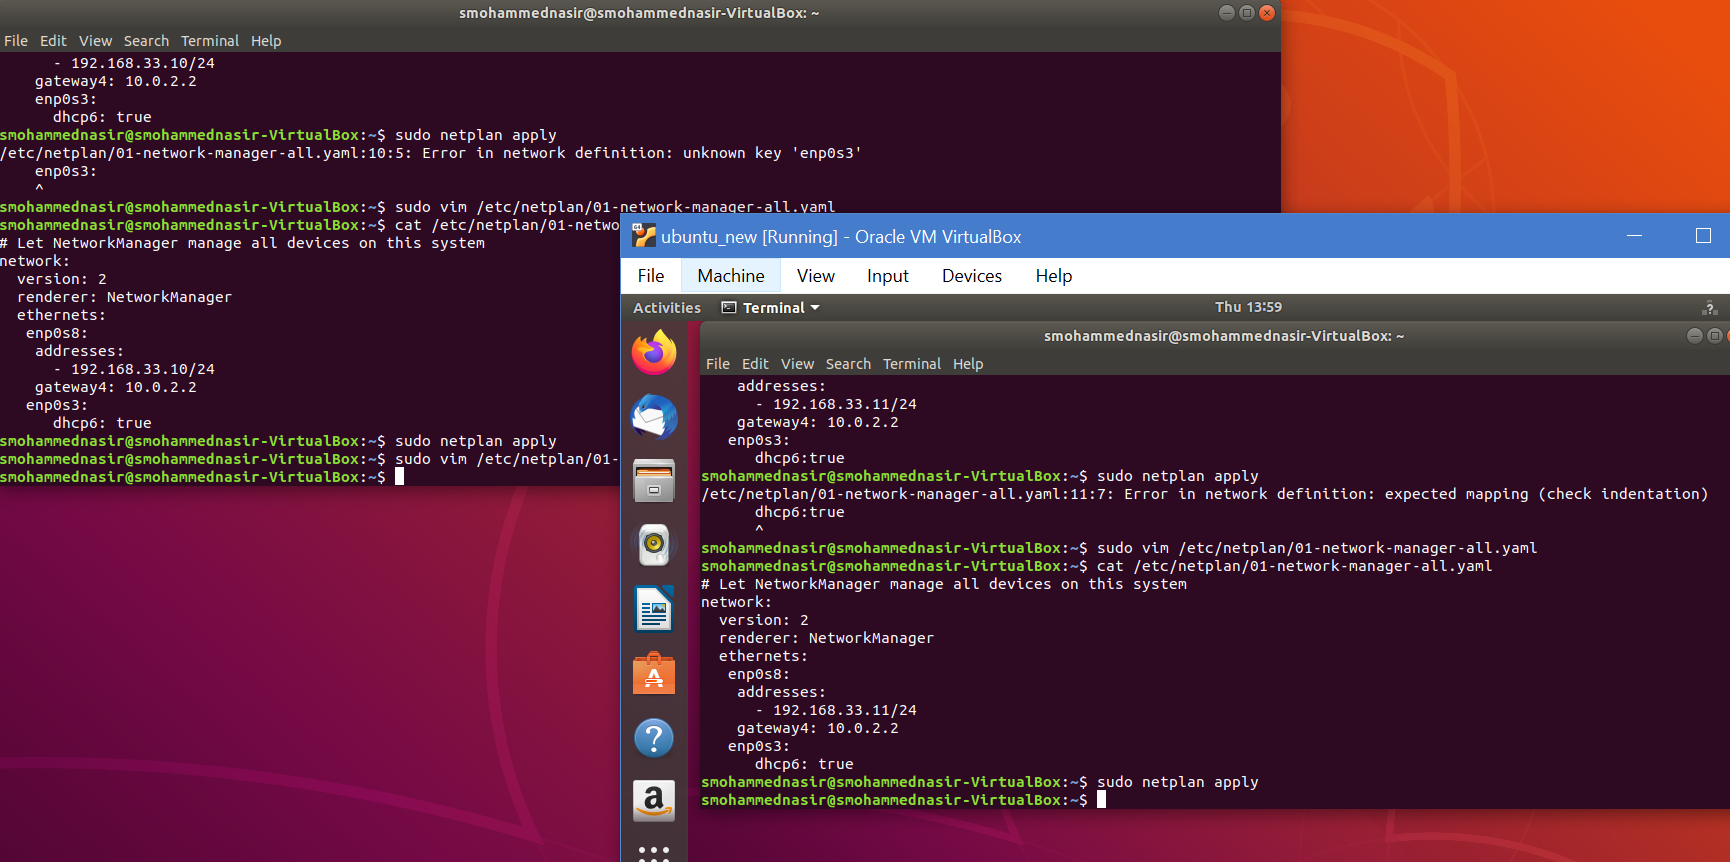 smohammednasir@smohammednasir-VirtualBox: ~
File Edit View Search Terminal Help
      - 192.168.33.10/24
    gateway4: 10.0.2.2
    enp0s3:
      dhcp6: true
smohammednasir@smohammednasir-VirtualBox:~$ sudo netplan apply
/etc/netplan/01-network-manager-all.yaml:10:5: Error in network definition: unknown key 'enp0s3'
    enp0s3:
    ^
smohammednasir@smohammednasir-VirtualBox:~$ sudo vim /etc/netplan/01-network-manager-all.yaml
smohammednasir@smohammednasir-VirtualBox:~$ cat /etc/netplan/01-netwo
# Let NetworkManager manage all devices on this system
network:
  version: 2
  renderer: NetworkManager
  ethernets:
   enp0s8:
    addresses:
      - 192.168.33.10/24
    gateway4: 10.0.2.2
   enp0s3:
      dhcp6: true
smohammednasir@smohammednasir-VirtualBox:~$ sudo netplan apply
smohammednasir@smohammednasir-VirtualBox:~$ sudo vim /etc/netplan/01-
smohammednasir@smohammednasir-VirtualBox:~$
64
ubuntu_new [Running] - Oracle VM VirtualBox
File Machine View Input Devices Help
Activities Terminal Thu 13:59 ?
smohammednasir@smohammednasir-VirtualBox: ~
File Edit View Search Terminal Help
    addresses:
      - 192.168.33.11/24
    gateway4: 10.0.2.2
   enp0s3:
      dhcp6:true
smohammednasir@smohammednasir-VirtualBox:~$ sudo netplan apply
/etc/netplan/01-network-manager-all.yaml:11:7: Error in network definition: expected mapping (check indentation)
      dhcp6:true
      ^
smohammednasir@smohammednasir-VirtualBox:~$ sudo vim /etc/netplan/01-network-manager-all.yaml
smohammednasir@smohammednasir-VirtualBox:~$ cat /etc/netplan/01-network-manager-all.yaml
# Let NetworkManager manage all devices on this system
network:
  version: 2
  renderer: NetworkManager
  ethernets:
   enp0s8:
    addresses:
      - 192.168.33.11/24
    gateway4: 10.0.2.2
   enp0s3:
      dhcp6: true
smohammednasir@smohammednasir-VirtualBox:~$ sudo netplan apply
smohammednasir@smohammednasir-VirtualBox:~$
A
?
a